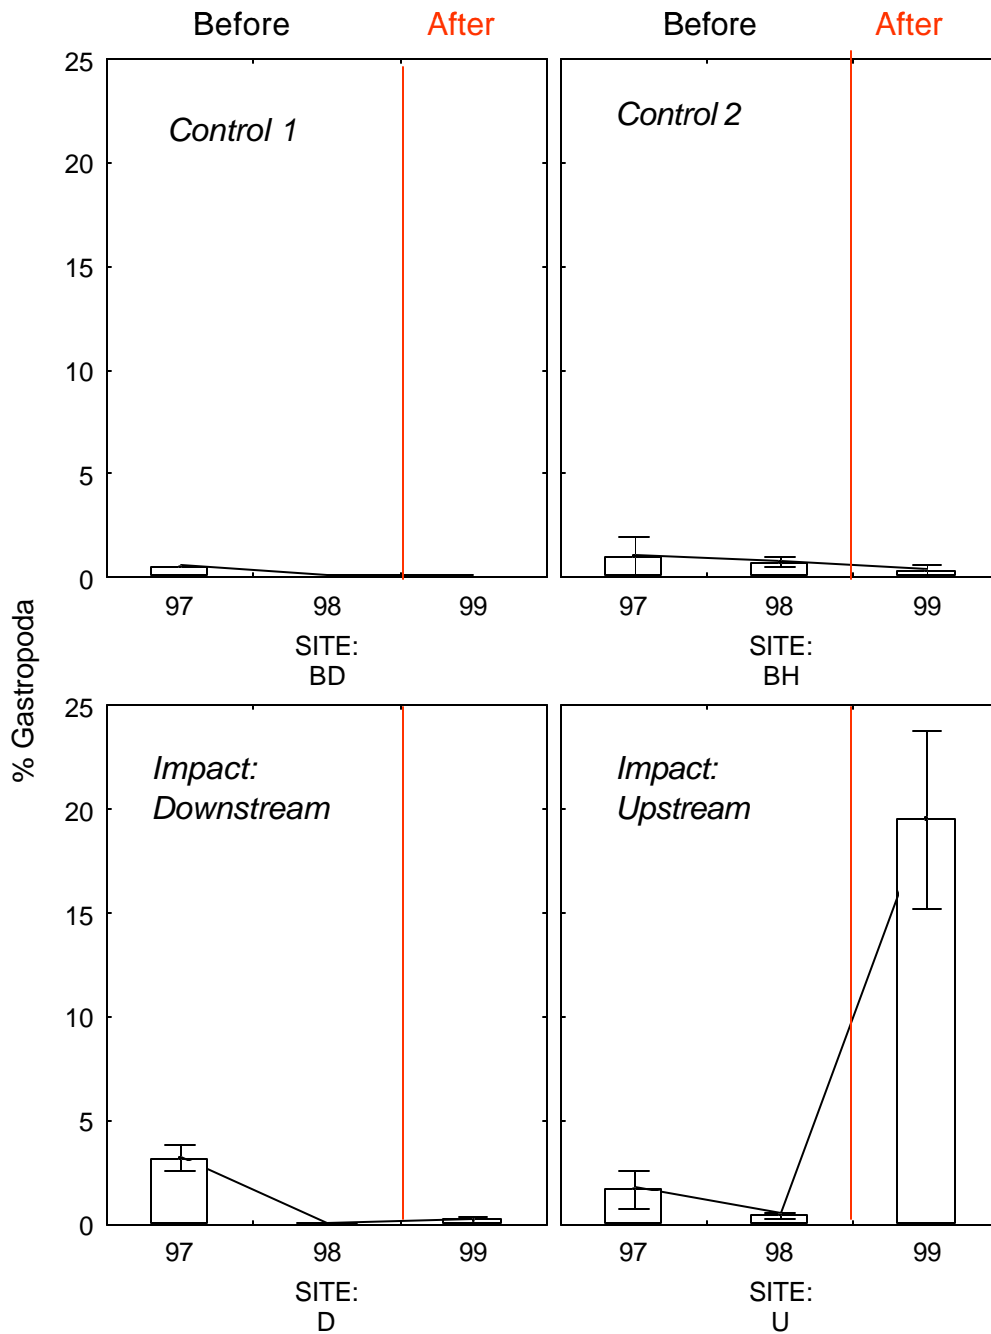 Before After Before After
25
20
15
10
5
0
Control 1
Control 2
97 98 99
SITE:
BD
97 98 99
SITE:
BH
% Gastropoda
25
20
15
10
5
0
Impact:
Downstream
Impact:
Upstream
97 98 99
SITE:
D
97 98 99
SITE:
U